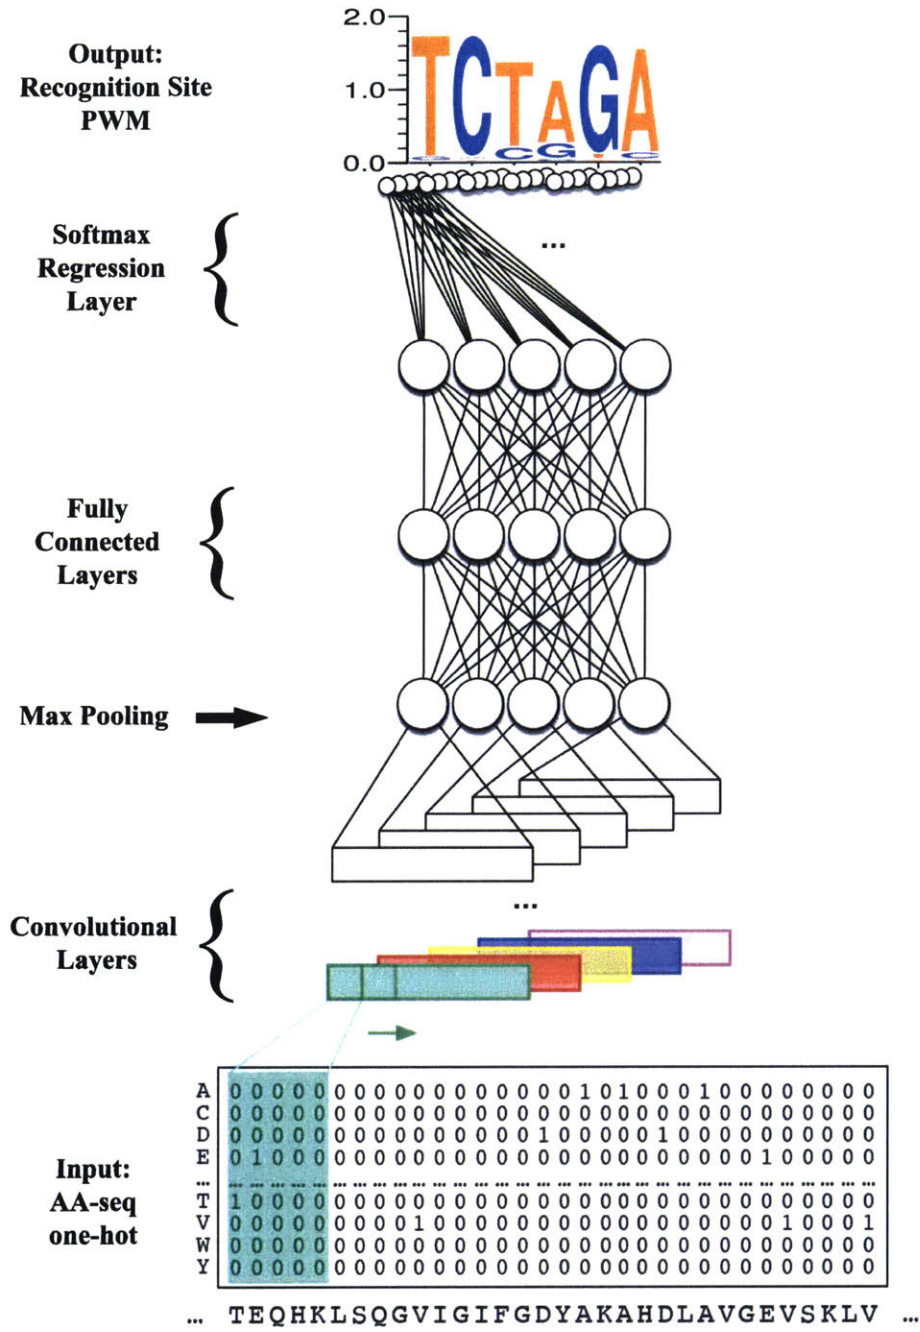 Output:
Recognition Site
PWM
2.0
1.0
0.0
TCTAGA
C G C
Softmax
Regression
Layer
...
Fully
Connected
Layers
Max Pooling
...
Convolutional
Layers
Input:
AA-seq
one-hot
A 0 0 0 0 0 0 0 0 0 0 0 0 0 0 0 0 0 1 0 1 0 0 0 1 0 0 0 0 0 0 0 0
C 0 0 0 0 0 0 0 0 0 0 0 0 0 0 0 0 0 0 0 0 0 0 0 0 0 0 0 0 0 0 0 0
D 0 0 0 0 0 0 0 0 0 0 0 0 0 0 0 1 0 0 0 0 0 1 0 0 0 0 0 0 0 0 0 0
E 0 1 0 0 0 0 0 0 0 0 0 0 0 0 0 0 0 0 0 0 0 0 0 0 0 0 1 0 0 0 0 0
... ... ... ... ... ... ... ... ... ... ... ... ... ... ... ... ... ... ... ... ... ... ... ... ... ... ... ... ... ... ... ... ...
T 1 0 0 0 0 0 0 0 0 0 0 0 0 0 0 0 0 0 0 0 0 0 0 0 0 0 0 0 0 0 0 0
V 0 0 0 0 0 0 0 0 0 1 0 0 0 0 0 0 0 0 0 0 0 0 0 0 0 0 0 1 0 0 0 1
W 0 0 0 0 0 0 0 0 0 0 0 0 0 0 0 0 0 0 0 0 0 0 0 0 0 0 0 0 0 0 0 0
Y 0 0 0 0 0 0 0 0 0 0 0 0 0 0 0 0 0 0 0 0 0 0 0 0 0 0 0 0 0 0 0 0
... TEQHKLSQGVIGIFGDYAKAHDLAVGEVSKLV ...